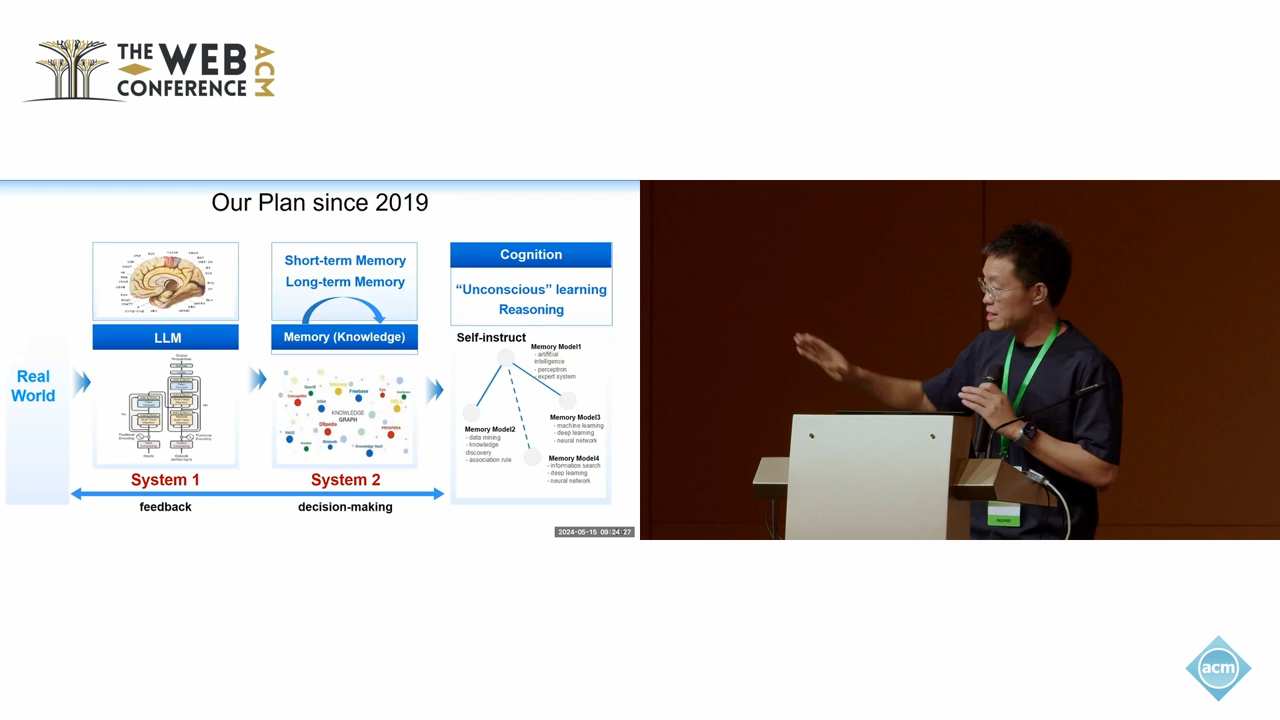 THE WEB
CONFERENCE
ACM
Our Plan since 2019
Real
World
LLM
System 1
feedback
Short-term Memory
Long-term Memory
Memory (Knowledge)
KNOWLEDGE
GRAPH
Freebase
DBpedia
System 2
decision-making
Cognition
“Unconscious” learning
Reasoning
Self-instruct
Memory Model1
- artificial
intelligence
- perceptron
- expert system
Memory Model2
- data mining
- knowledge
discovery
- association rule
Memory Model3
- machine learning
- deep learning
- neural network
Memory Model4
- information search
- deep learning
- neural network
2024-05-15 09:24:27
acm